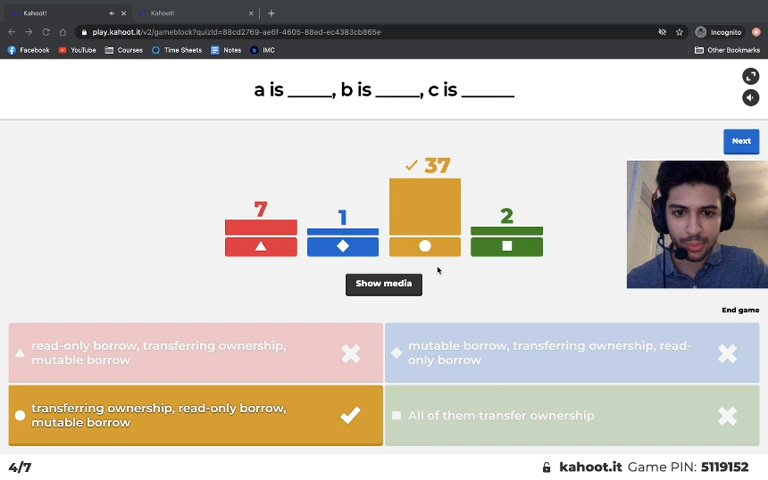 Kahoot!
Kahoot!
play.kahoot.it/v2/gameblock?quizId=88cd2769-ae6f-4605-88ed-ec4383cb865e
Incognito
Facebook
YouTube
Courses
Time Sheets
Notes
IMC
Other Bookmarks
a is _____, b is _____, c is ______
Next
7
1
37
2
Show media
End game
read-only borrow, transferring ownership,
mutable borrow
mutable borrow, transferring ownership, read-
only borrow
transferring ownership, read-only borrow,
mutable borrow
All of them transfer ownership
4/7
kahoot.it Game PIN: 5119152